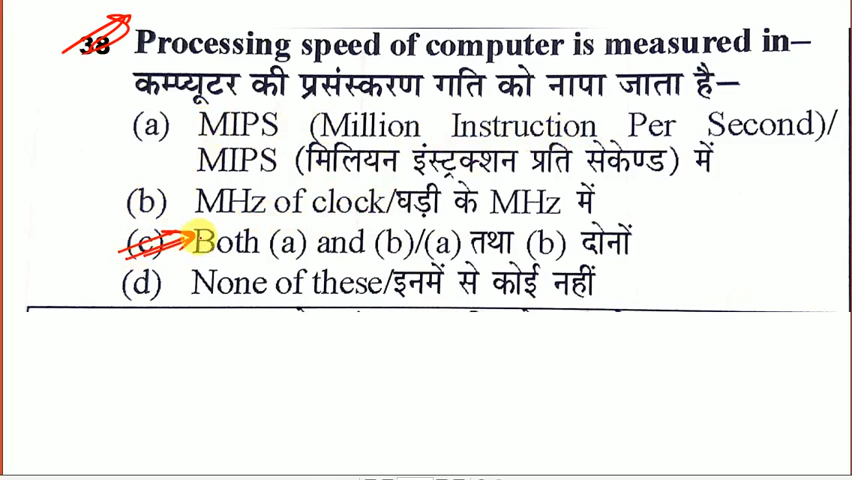 38 Processing speed of computer is measured in–
कम्प्यूटर की प्रसंस्करण गति को नापा जाता है–
(a) MIPS (Million Instruction Per Second)/
MIPS (मिलियन इंस्ट्रक्शन प्रति सेकेण्ड) में
(b) MHz of clock/घड़ी के MHz में
(c) Both (a) and (b)/(a) तथा (b) दोनों
(d) None of these/इनमें से कोई नहीं